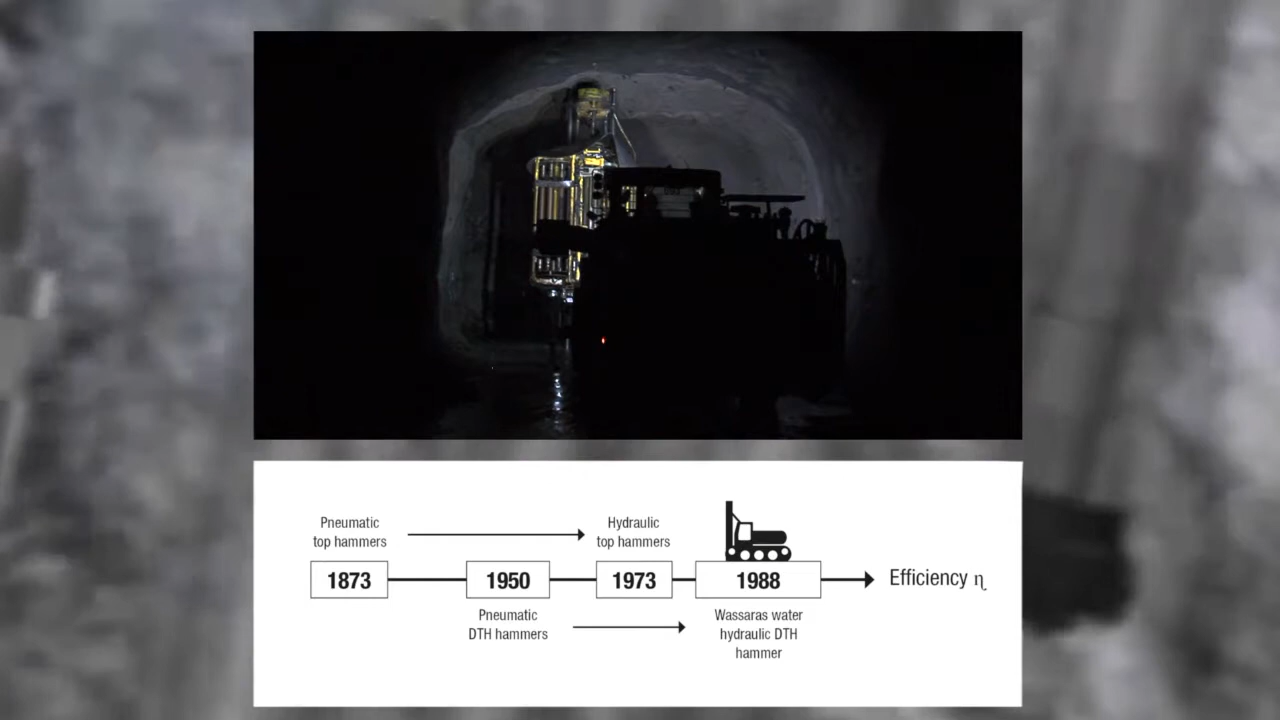 Pneumatic
top hammers
Hydraulic
top hammers
1873
1950
1973
1988
Efficiency η
Pneumatic
DTH hammers
Wassaras water
hydraulic DTH
hammer